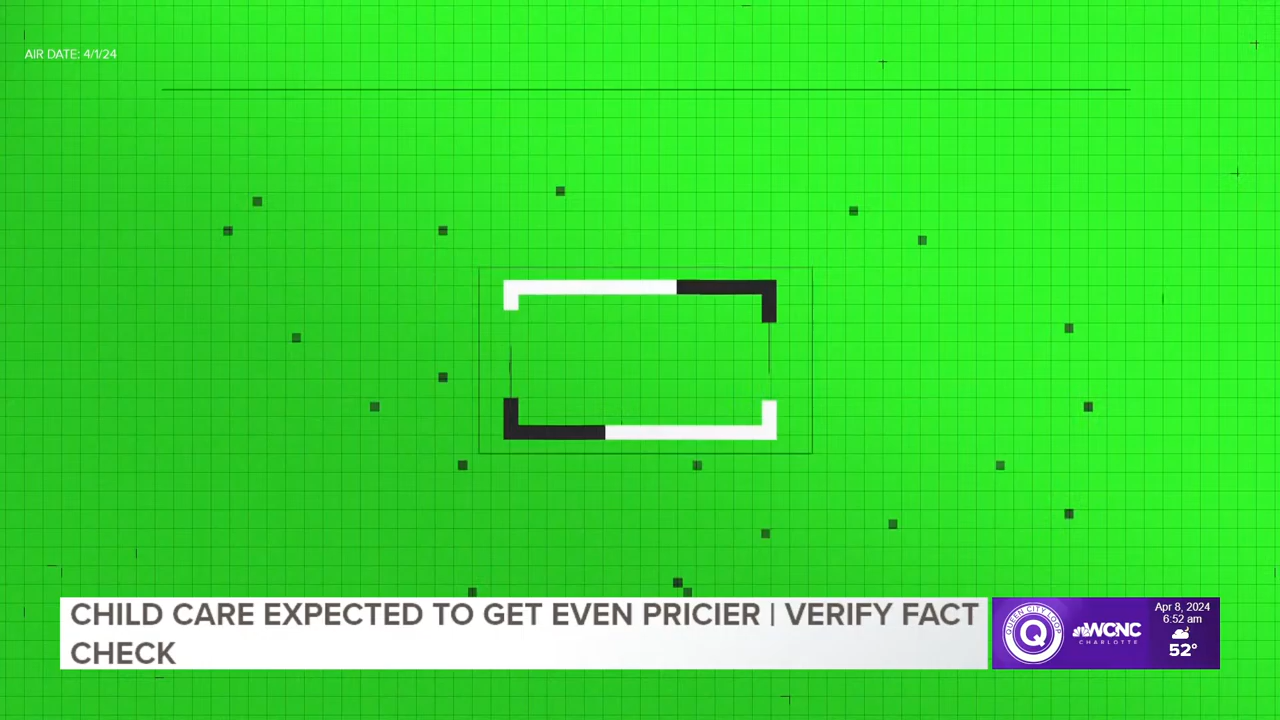 AIR DATE: 4/1/24
CHILD CARE EXPECTED TO GET EVEN PRICIER | VERIFY FACT
CHECK
QUEEN CITY LOOP
Q
WCNC
CHARLOTTE
Apr 8, 2024
6:52 am
52°